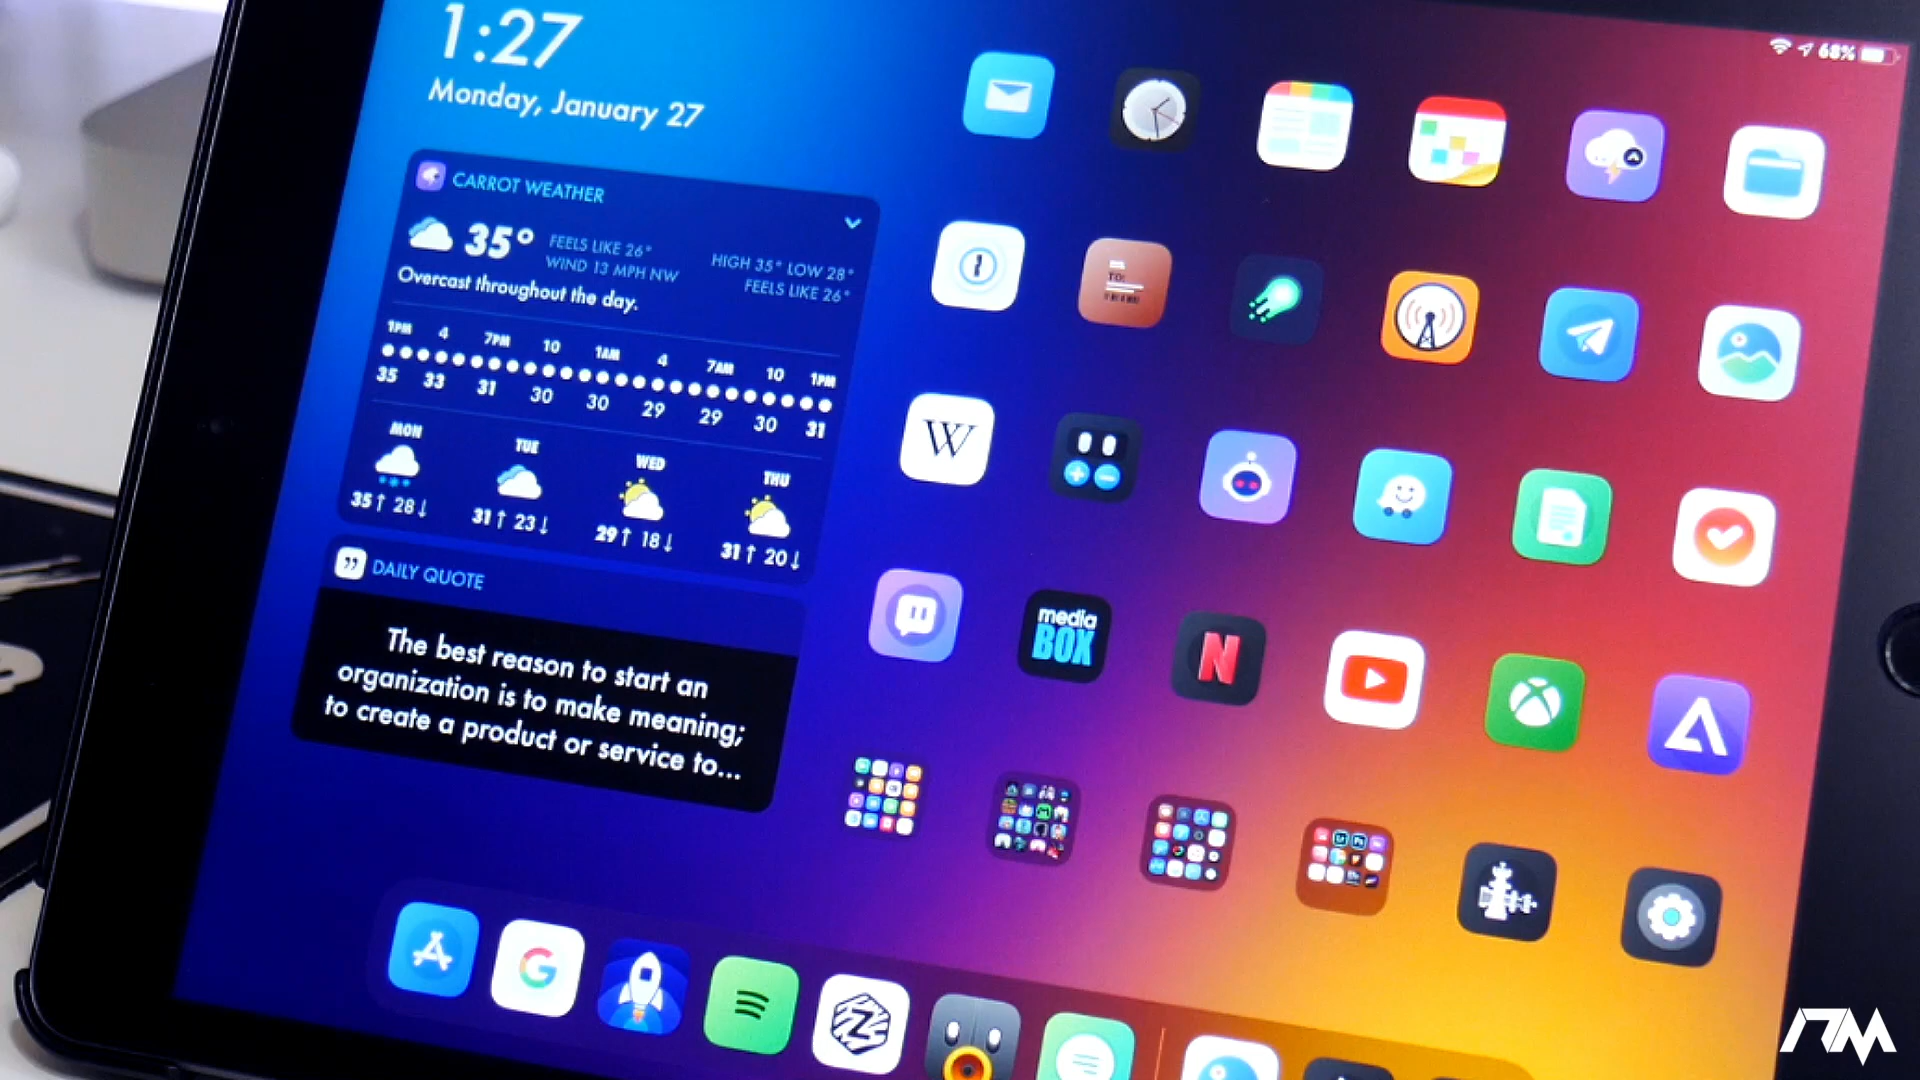 1:27
Monday, January 27
68%
CARROT WEATHER
35°
FEELS LIKE 26°
WIND 13 MPH NW
HIGH 35° LOW 28°
FEELS LIKE 26°
Overcast throughout the day.
1PM 4 7PM 10 1AM 4 7AM 10 1PM
35 33 31 30 30 29 29 30 31
MON TUE WED THU
35↑ 28↓ 31↑ 23↓ 29↑ 18↓ 31↑ 20↓
DAILY QUOTE
The best reason to start an
organization is to make meaning;
to create a product or service to...
TO:
W
media
BOX
N
G
Z